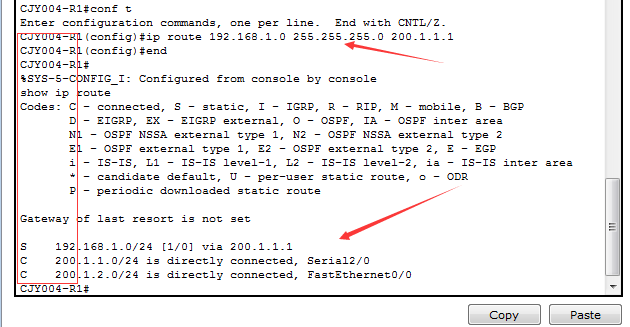 CJY004-R1#conf t
Enter configuration commands, one per line.  End with CNTL/Z.
CJY004-R1(config)#ip route 192.168.1.0 255.255.255.0 200.1.1.1
CJY004-R1(config)#end
CJY004-R1#
%SYS-5-CONFIG_I: Configured from console by console
show ip route
Codes: C - connected, S - static, I - IGRP, R - RIP, M - mobile, B - BGP
       D - EIGRP, EX - EIGRP external, O - OSPF, IA - OSPF inter area
       N1 - OSPF NSSA external type 1, N2 - OSPF NSSA external type 2
       E1 - OSPF external type 1, E2 - OSPF external type 2, E - EGP
       i - IS-IS, L1 - IS-IS level-1, L2 - IS-IS level-2, ia - IS-IS inter area
       * - candidate default, U - per-user static route, o - ODR
       P - periodic downloaded static route
Gateway of last resort is not set
S    192.168.1.0/24 [1/0] via 200.1.1.1
C    200.1.1.0/24 is directly connected, Serial2/0
C    200.1.2.0/24 is directly connected, FastEthernet0/0
CJY004-R1#
Copy Paste